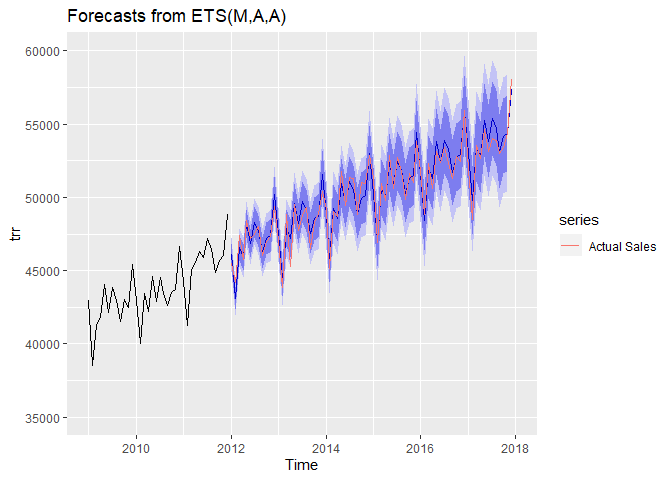 Forecasts from ETS(M,A,A)
60000
55000
50000
45000
40000
35000
trr
2010
2012
2014
2016
2018
Time
series
Actual Sales